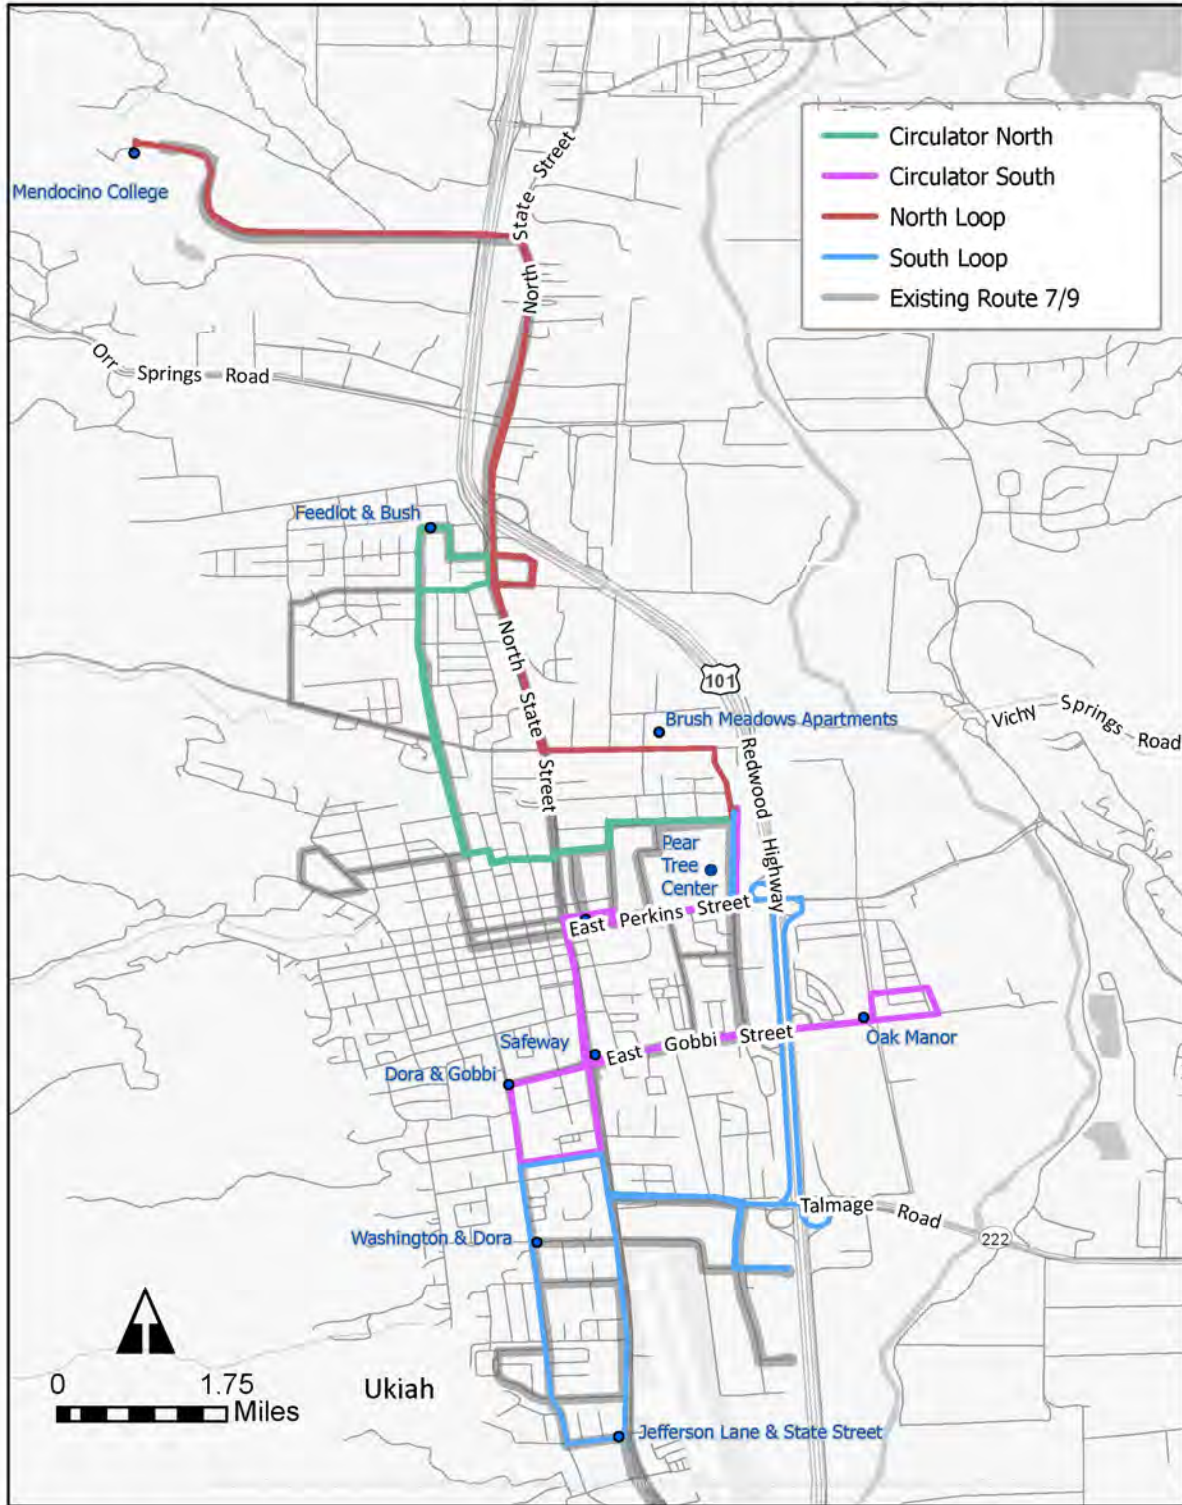 Circulator North
Circulator South
North Loop
South Loop
Existing Route 7/9
North State Street
Mendocino College
Orr Springs Road
Feedlot & Bush
North State Street
101
Redwood Highway
Brush Meadows Apartments
Vichy Springs Road
Pear
Tree
Center
East Perkins Street
Safeway
East Gobbi Street
Oak Manor
Dora & Gobbi
Talmage Road
222
Washington & Dora
0 1.75
Miles
Ukiah
Jefferson Lane & State Street